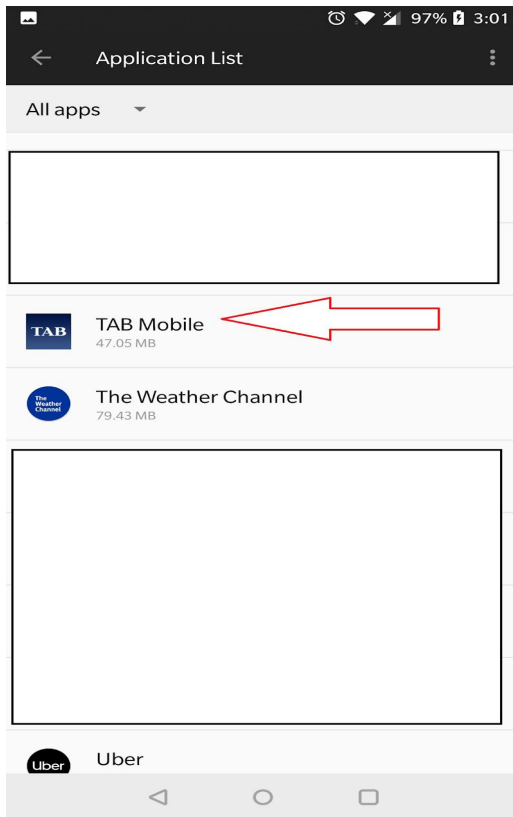 97% 3:01
Application List
All apps
TAB
TAB Mobile
47.05 MB
The
Weather
Channel
The Weather Channel
79.43 MB
Uber
Uber